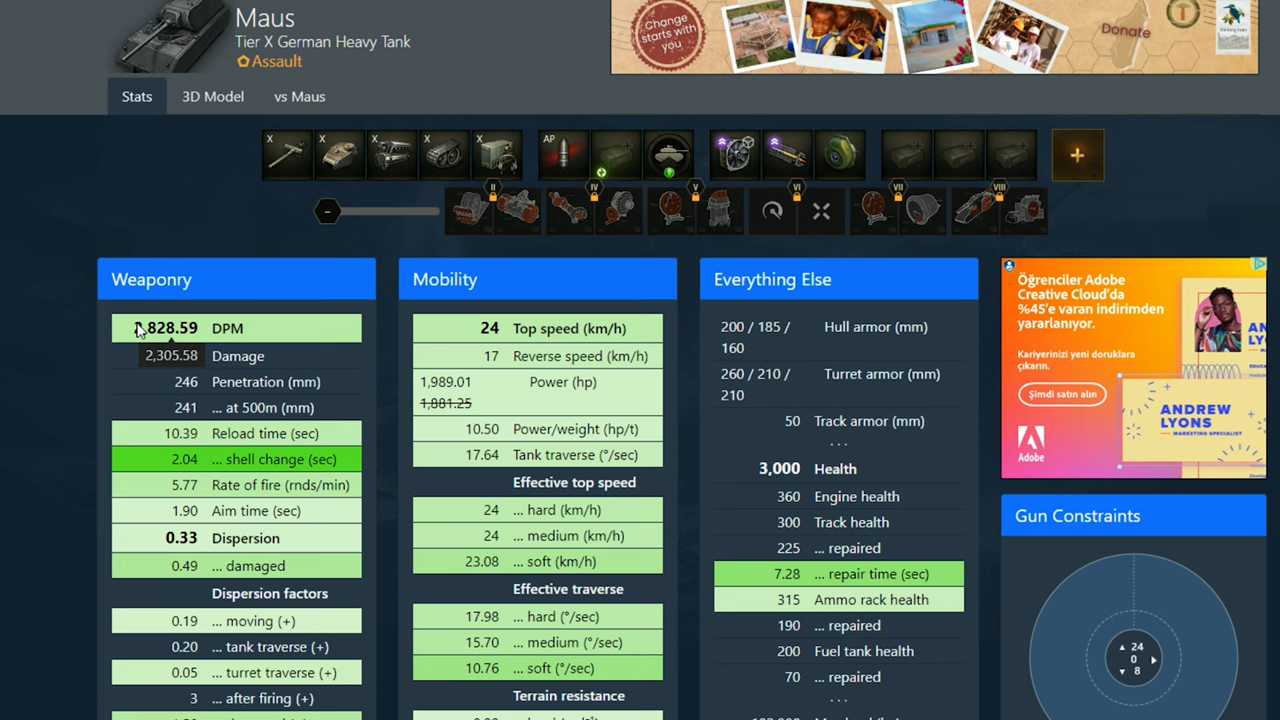 Maus
Tier X German Heavy Tank
Assault
Change
starts with
you
Donate
Stats
3D Model
vs Maus
X
X
X
X
X
AP
II
IV
V
VI
VII
VIII
Weaponry
828.59 DPM
2,305.58
Damage
246 Penetration (mm)
241 ... at 500m (mm)
10.39 Reload time (sec)
2.04 ... shell change (sec)
5.77 Rate of fire (rnds/min)
1.90 Aim time (sec)
0.33 Dispersion
0.49 ... damaged
Dispersion factors
0.19 ... moving (+)
0.20 ... tank traverse (+)
0.05 ... turret traverse (+)
3 ... after firing (+)
Mobility
24 Top speed (km/h)
17 Reverse speed (km/h)
1,989.01 Power (hp)
1,881.25
10.50 Power/weight (hp/t)
17.64 Tank traverse (°/sec)
Effective top speed
24 ... hard (km/h)
24 ... medium (km/h)
23.08 ... soft (km/h)
Effective traverse
17.98 ... hard (°/sec)
15.70 ... medium (°/sec)
10.76 ... soft (°/sec)
Terrain resistance
Everything Else
200 / 185 / 160 Hull armor (mm)
260 / 210 / 210 Turret armor (mm)
50 Track armor (mm)
...
3,000 Health
360 Engine health
300 Track health
225 ... repaired
7.28 ... repair time (sec)
315 Ammo rack health
190 ... repaired
200 Fuel tank health
70 ... repaired
...
Öğrenciler Adobe
Creative Cloud'da
%45'e varan indirimden
yararlanıyor.
Kariyerinizi yeni doruklara
çıkarın.
Şimdi satın alın
Adobe
ANDREW
LYONS
MARKETING SPECIALIST
Gun Constraints
24
0
8